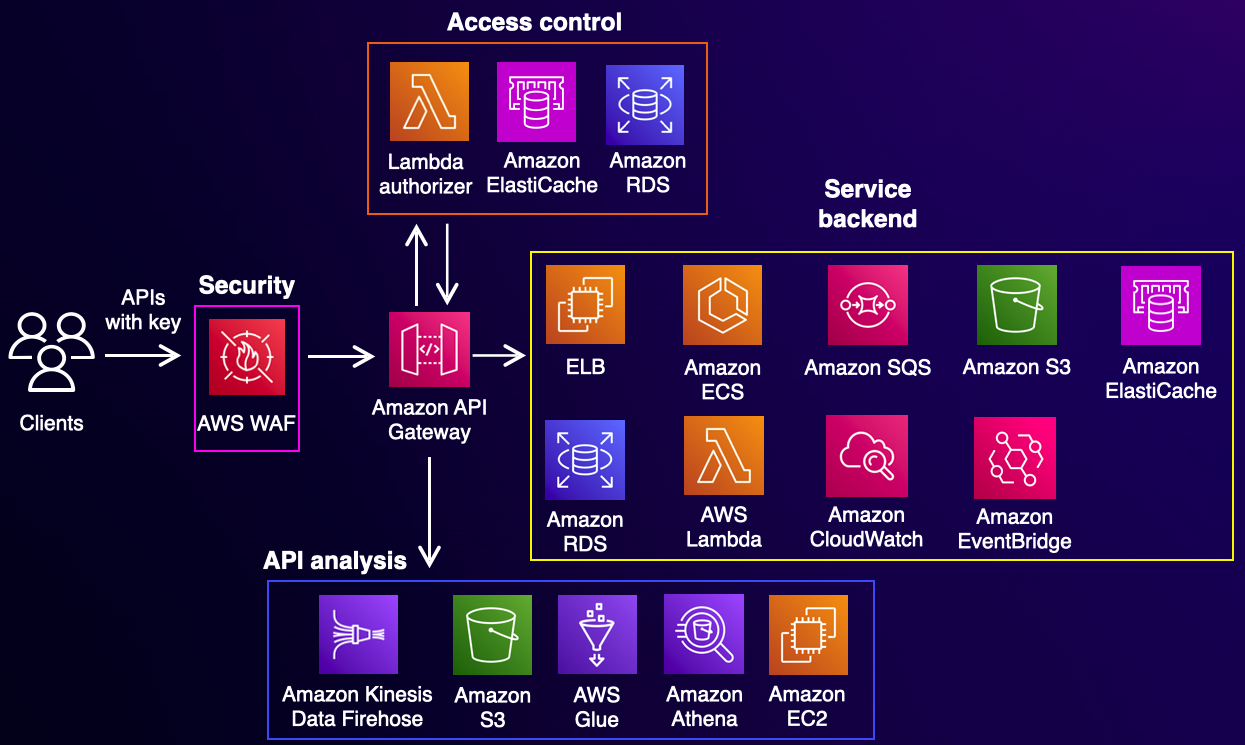 Access control
Lambda
authorizer
Amazon
ElastiCache
Amazon
RDS
Service
backend
Security
APIs
with key
Clients
AWS WAF
</>
Amazon API
Gateway
ELB
Amazon
ECS
Amazon SQS
Amazon S3
Amazon
ElastiCache
Amazon
RDS
AWS
Lambda
Amazon
CloudWatch
Amazon
EventBridge
API analysis
Amazon Kinesis
Data Firehose
Amazon
S3
AWS
Glue
Amazon
Athena
Amazon
EC2